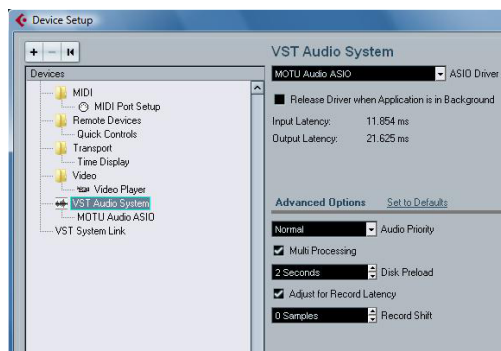 Device Setup
+ −
Devices
MIDI
MIDI Port Setup
Remote Devices
Quick Controls
Transport
Time Display
Video
Video Player
VST Audio System
MOTU Audio ASIO
VST System Link
VST Audio System
MOTU Audio ASIO ASIO Driver
Release Driver when Application is in Background
Input Latency: 11.854 ms
Output Latency: 21.625 ms
Advanced Options Set to Defaults
Normal Audio Priority
Multi Processing
2 Seconds Disk Preload
Adjust for Record Latency
0 Samples Record Shift